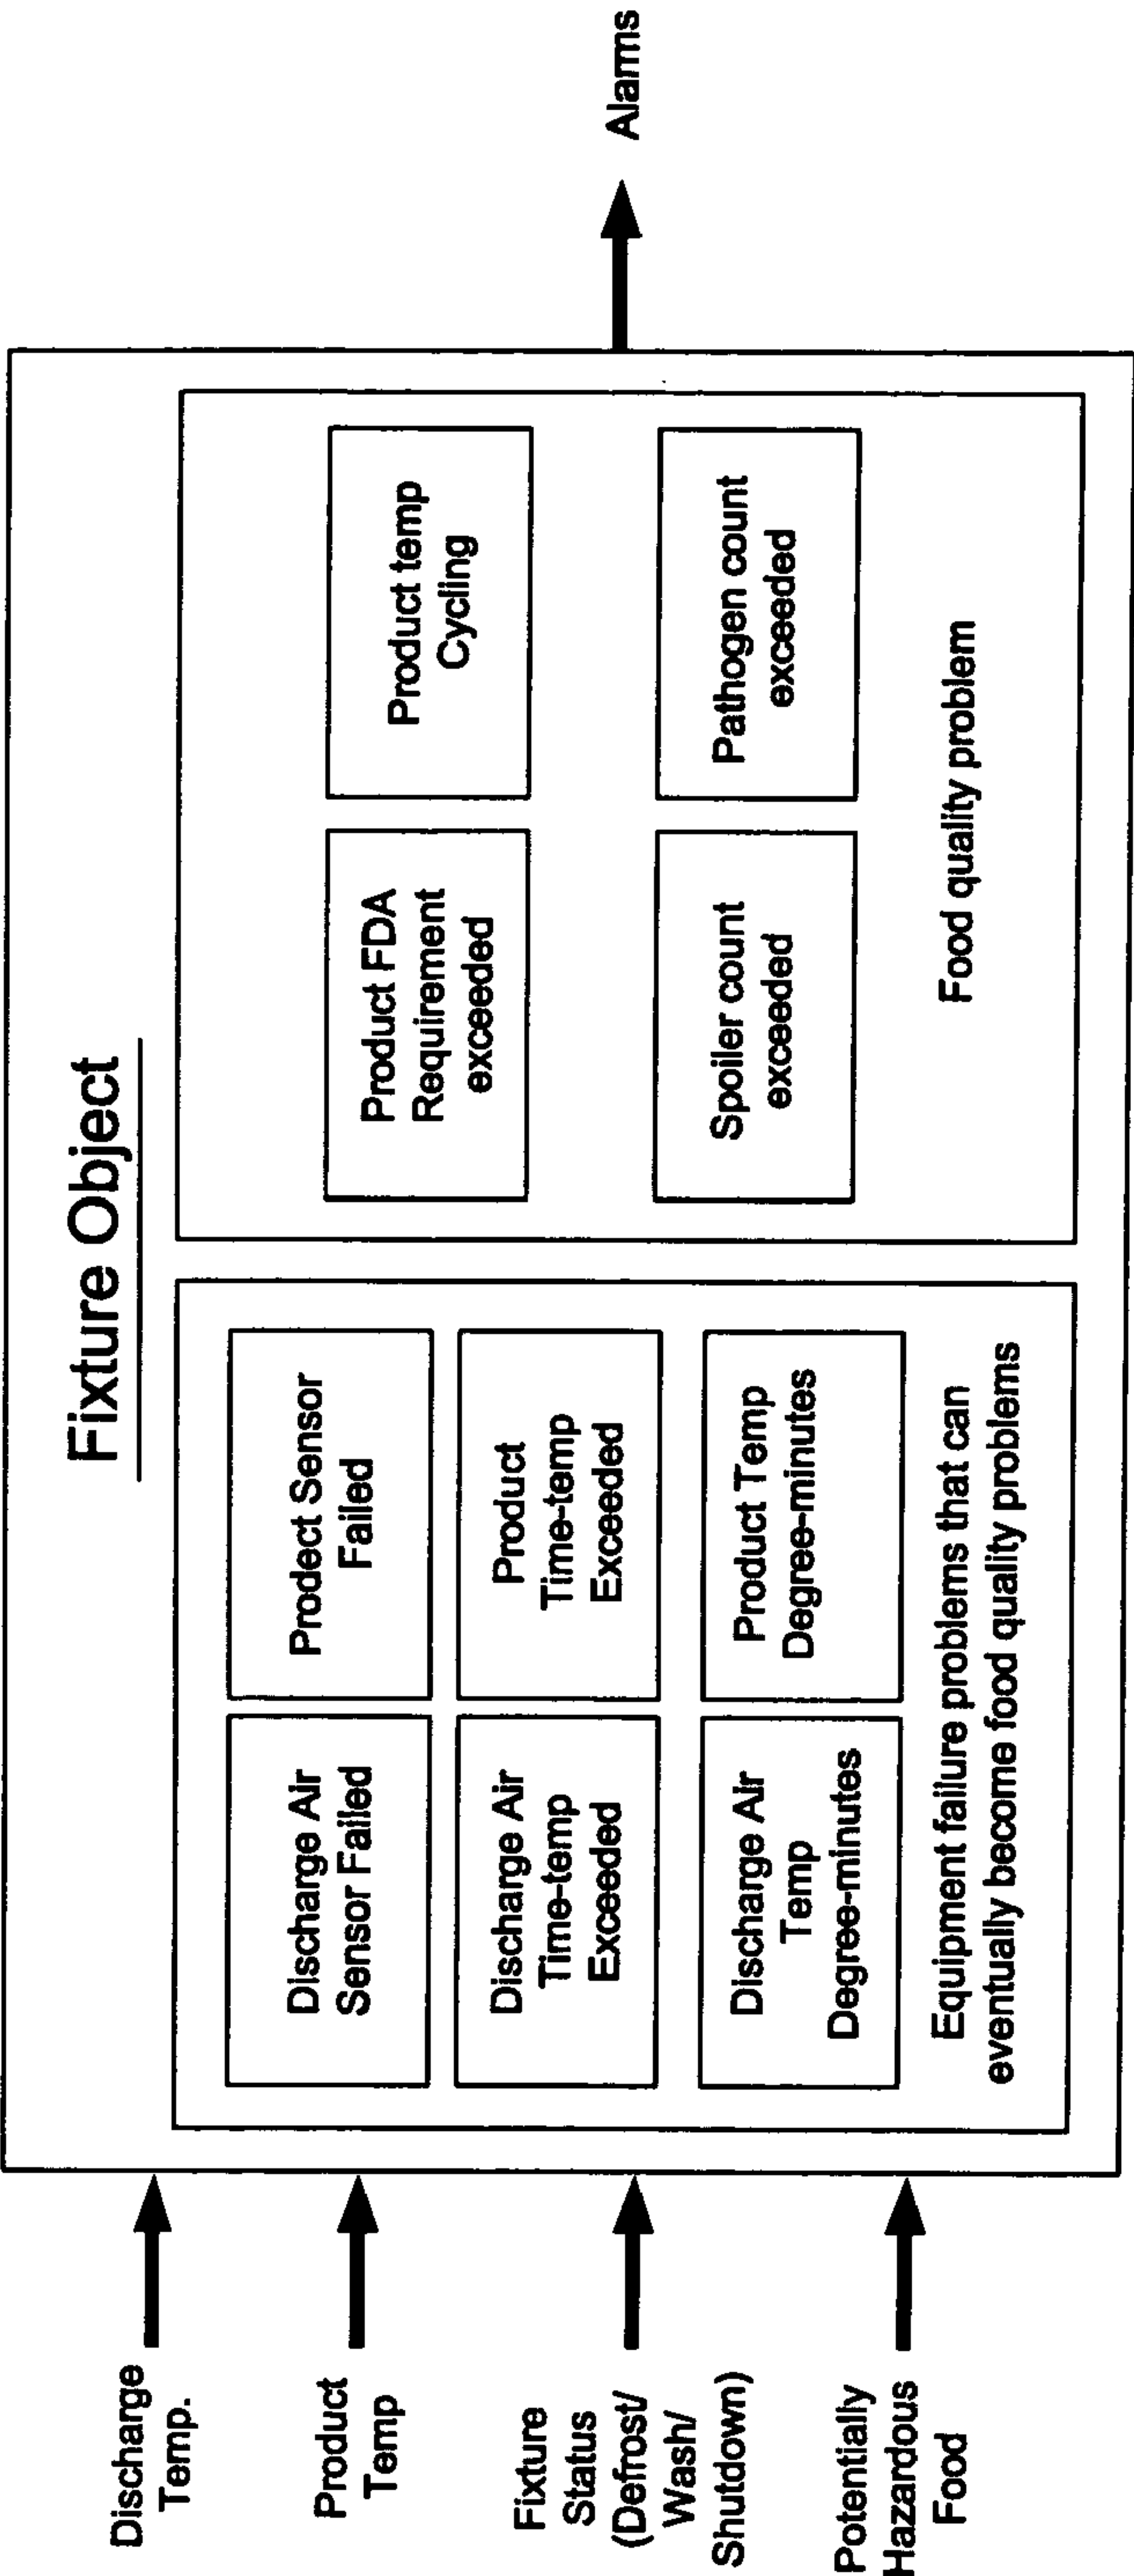 Fixture Object
Discharge
Temp.
Product
Temp
Fixture
Status
(Defrost/
Wash/
Shutdown)
Potentially
Hazardous
Food
Discharge Air
Sensor Failed
Prodect Sensor
Failed
Discharge Air
Time-temp
Exceeded
Product
Time-temp
Exceeded
Discharge Air
Temp
Degree-minutes
Product Temp
Degree-minutes
Equipment failure problems that can
eventually become food quality problems
Product FDA
Requirement
exceeded
Product temp
Cycling
Spoiler count
exceeded
Pathogen count
exceeded
Food quality problem
Alarms